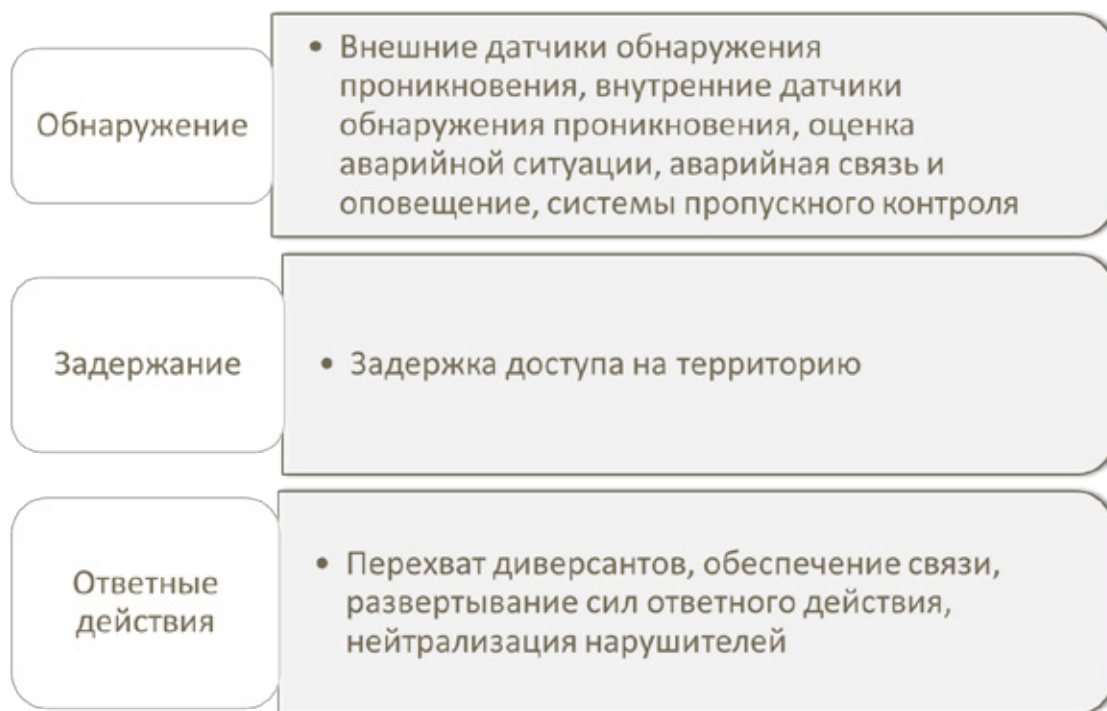 Обнаружение
• Внешние датчики обнаружения
проникновения, внутренние датчики
обнаружения проникновения, оценка
аварийной ситуации, аварийная связь и
оповещение, системы пропускного контроля
Задержание
• Задержка доступа на территорию
Ответные
действия
• Перехват диверсантов, обеспечение связи,
развертывание сил ответного действия,
нейтрализация нарушителей